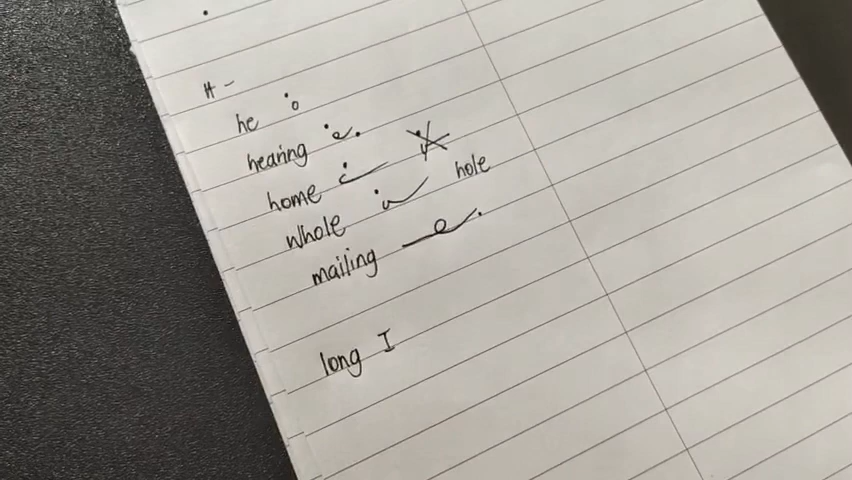 H -
he
hearing
home
whole hole
mailing
long I